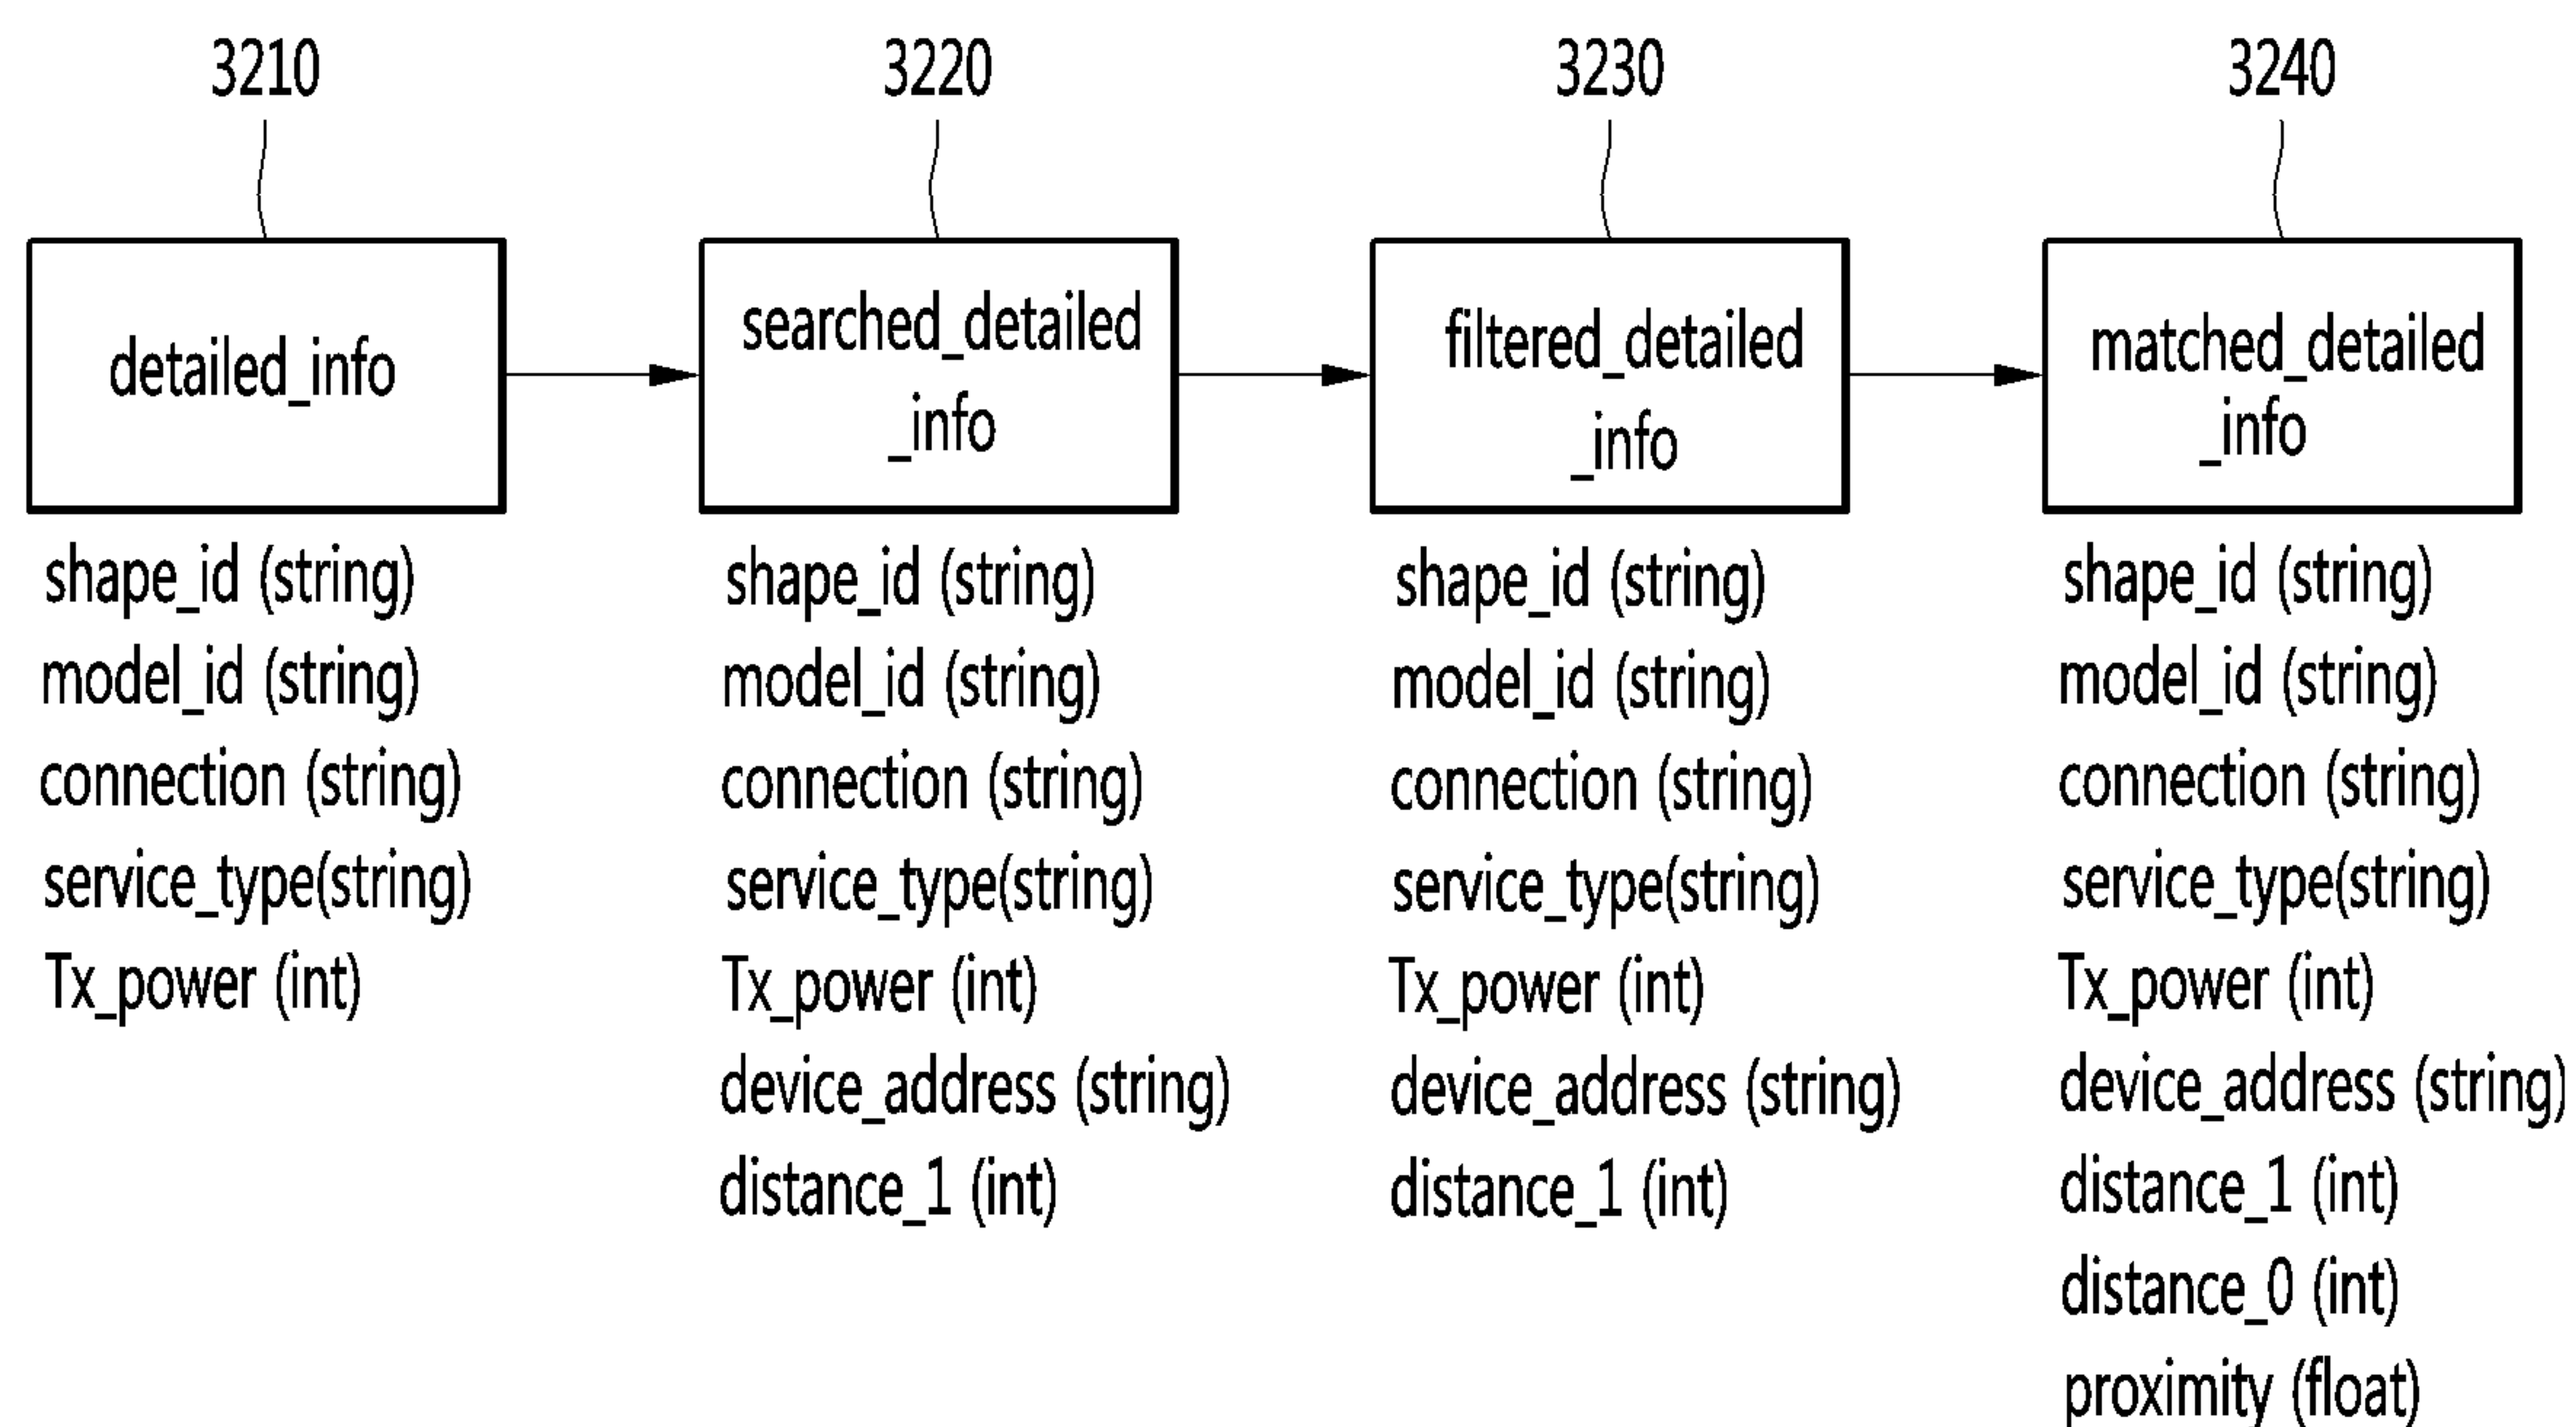 3210
3220
3230
3240
detailed_info
searched_detailed
_info
filtered_detailed
_info
matched_detailed
_info
shape_id (string)
model_id (string)
connection (string)
service_type(string)
Tx_power (int)
shape_id (string)
model_id (string)
connection (string)
service_type(string)
Tx_power (int)
device_address (string)
distance_1 (int)
shape_id (string)
model_id (string)
connection (string)
service_type(string)
Tx_power (int)
device_address (string)
distance_1 (int)
shape_id (string)
model_id (string)
connection (string)
service_type(string)
Tx_power (int)
device_address (string)
distance_1 (int)
distance_0 (int)
proximity (float)